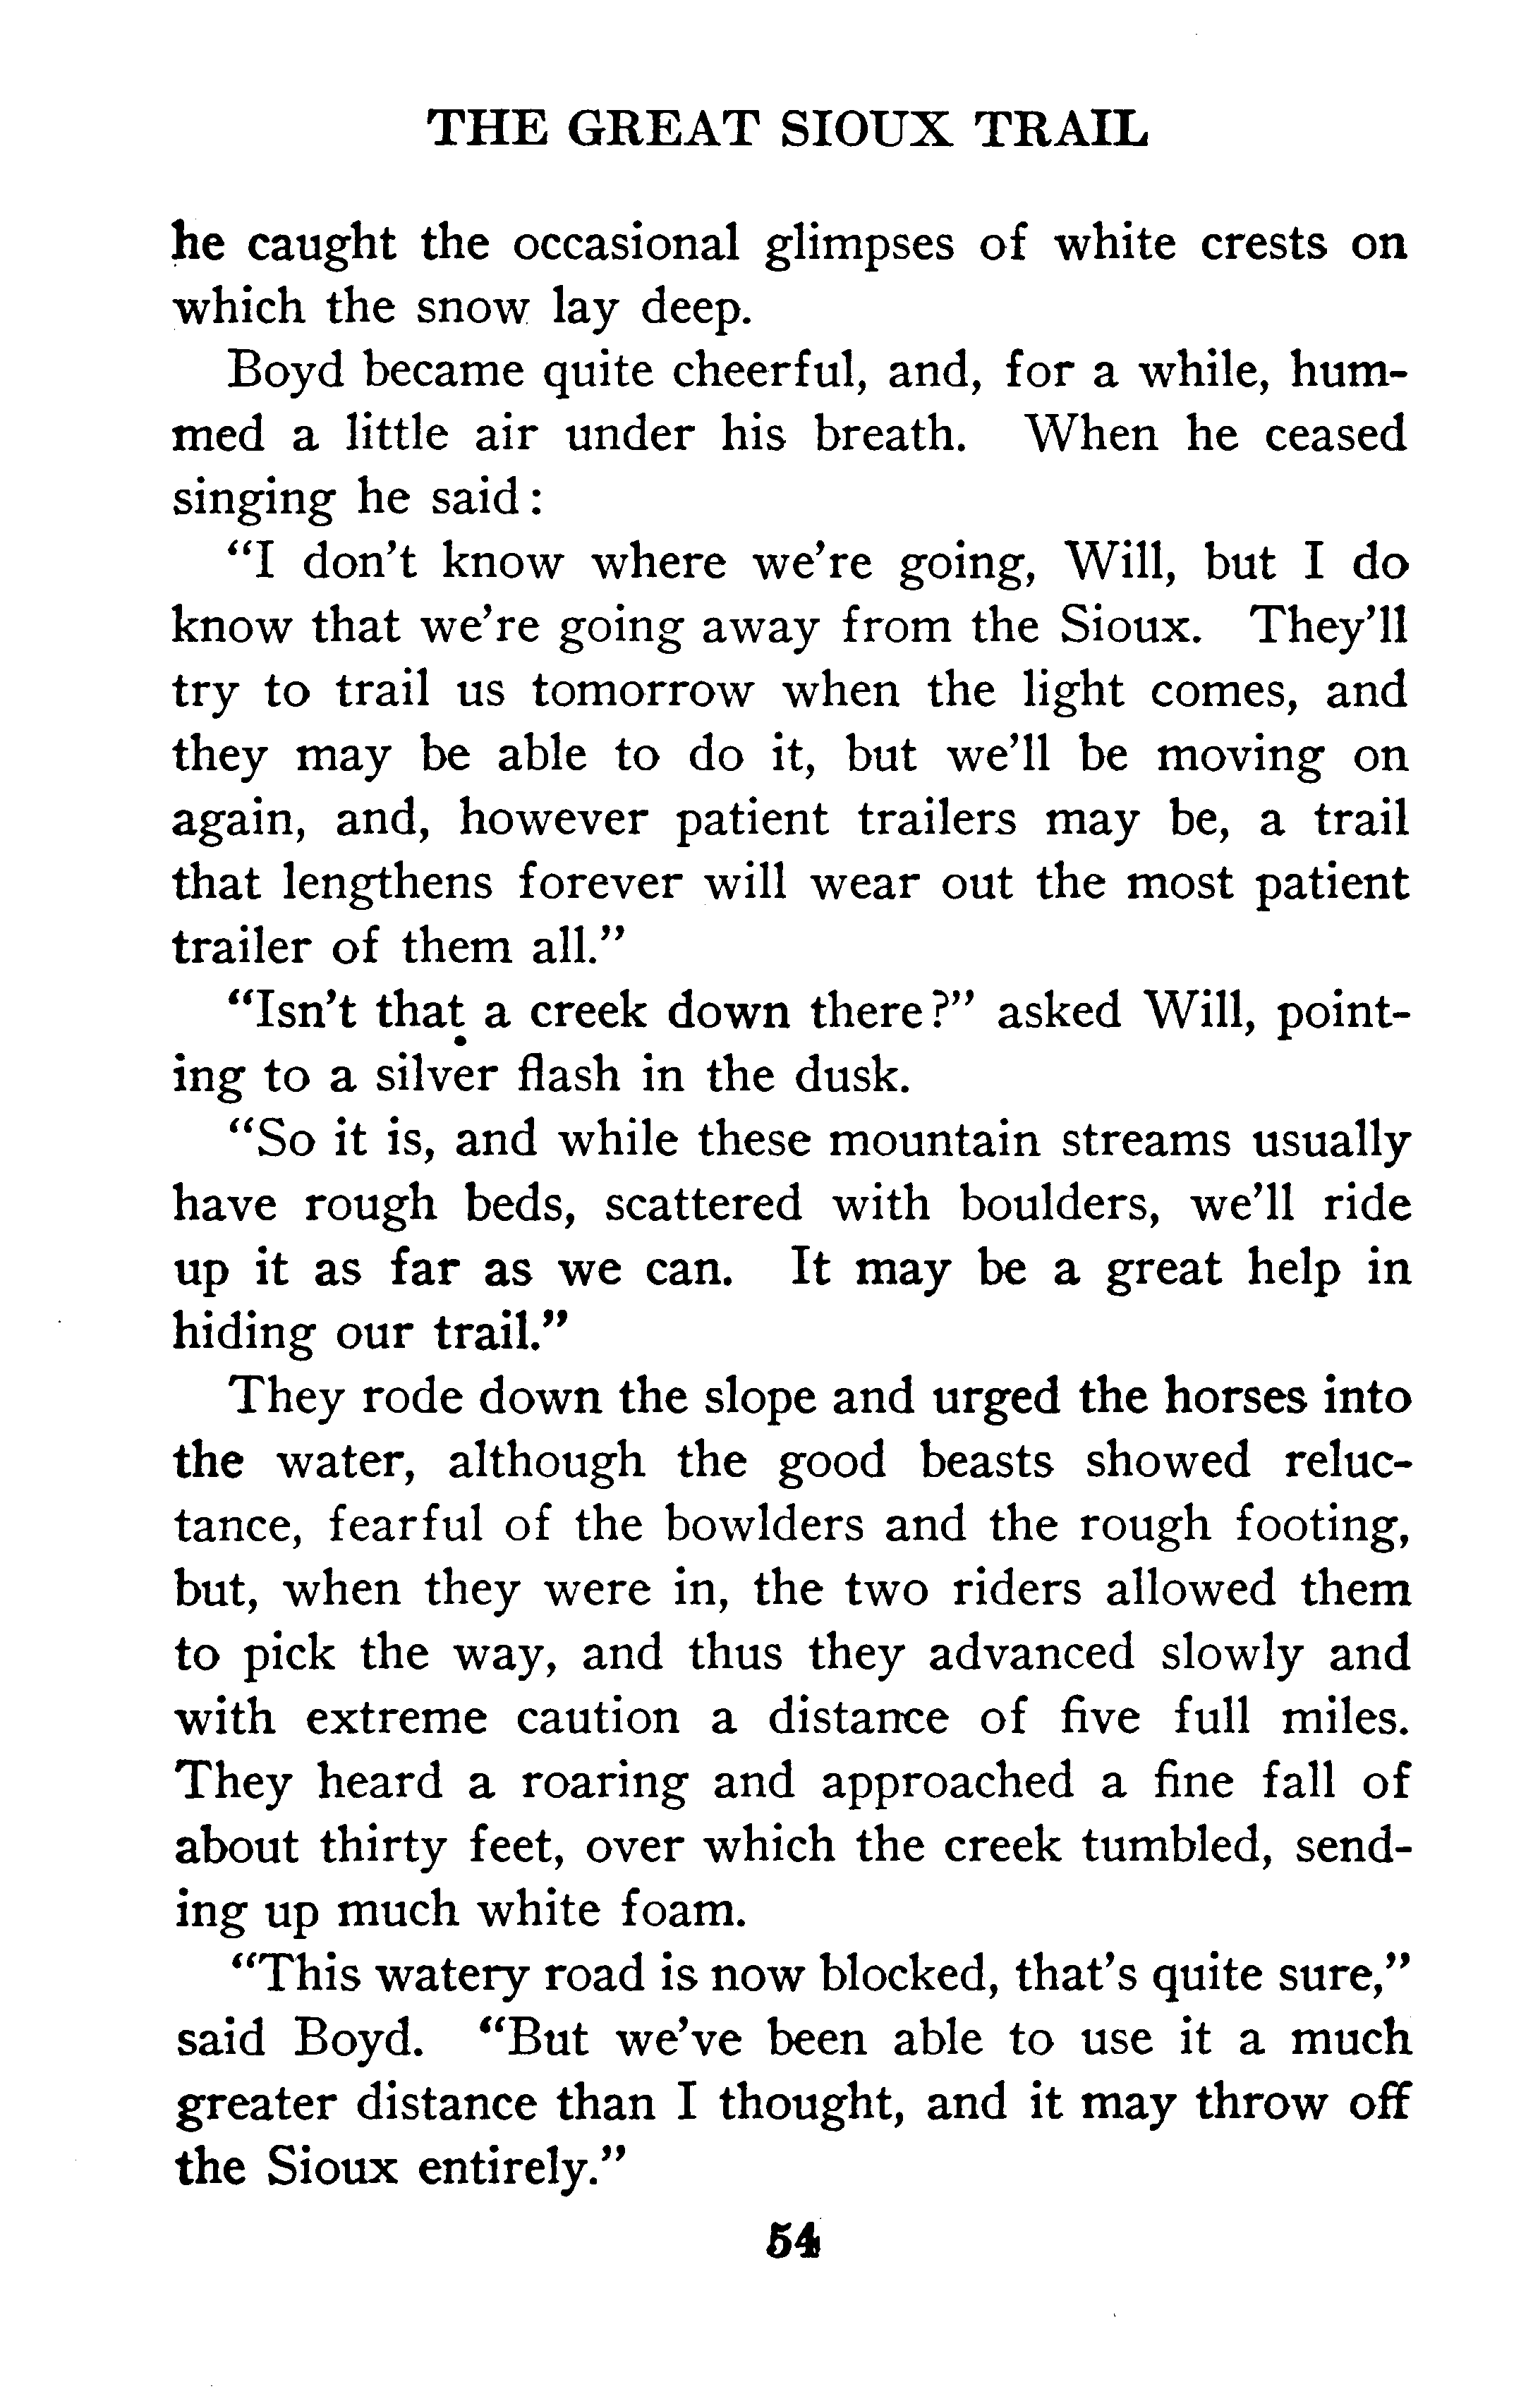 THE GREAT SIOUX TRAIL
he caught the occasional glimpses of white crests on
which the snow lay deep.
Boyd became quite cheerful, and, for a while, hum-
med a little air under his breath. When he ceased
singing he said:
“I don’t know where we’re going, Will, but I do
know that we’re going away from the Sioux. They’ll
try to trail us tomorrow when the light comes, and
they may be able to do it, but we’ll be moving on
again, and, however patient trailers may be, a trail
that lengthens forever will wear out the most patient
trailer of them all.”
“Isn’t that a creek down there?” asked Will, point-
ing to a silver flash in the dusk.
“So it is, and while these mountain streams usually
have rough beds, scattered with boulders, we’ll ride
up it as far as we can. It may be a great help in
hiding our trail.”
They rode down the slope and urged the horses into
the water, although the good beasts showed reluc-
tance, fearful of the bowlders and the rough footing,
but, when they were in, the two riders allowed them
to pick the way, and thus they advanced slowly and
with extreme caution a distance of five full miles.
They heard a roaring and approached a fine fall of
about thirty feet, over which the creek tumbled, send-
ing up much white foam.
“This watery road is now blocked, that’s quite sure,”
said Boyd. “But we’ve been able to use it a much
greater distance than I thought, and it may throw off
the Sioux entirely.”
54